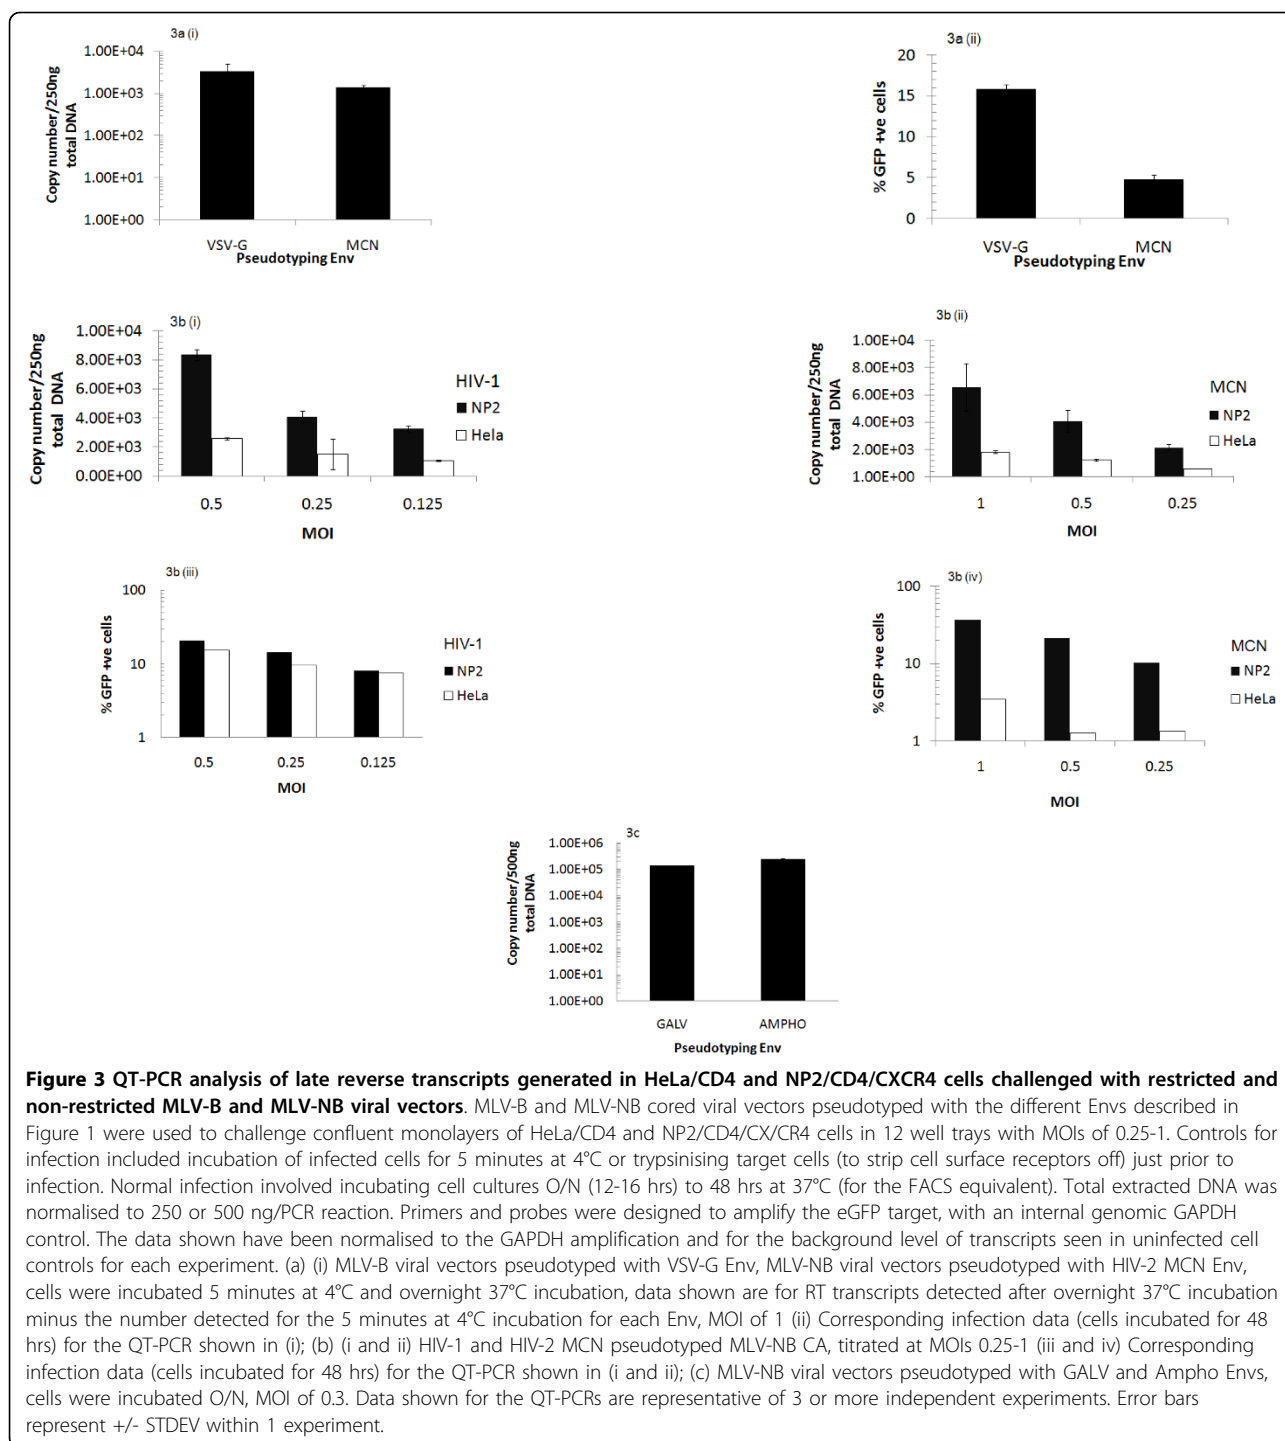 3a (i)
Copy number/250ng
total DNA
1.00E+04
1.00E+03
1.00E+02
1.00E+01
1.00E+00
VSV-G MCN
Pseudotyping Env
3a (ii)
% GFP +ve cells
20
15
10
5
0
VSV-G MCN
Pseudotyping Env
3b (i)
Copy number/250ng
total DNA
1.00E+04
8.00E+03
6.00E+03
4.00E+03
2.00E+03
0.00E+00
0.5 0.25 0.125
MOI
HIV-1
NP2
Hela
3b (ii)
Copy number/250ng
total DNA
1.00E+04
8.00E+03
6.00E+03
4.00E+03
2.00E+03
1.00E+00
1 0.5 0.25
MOI
MCN
NP2
HeLa
3b (iii)
% GFP +ve cells
100
10
1
0.5 0.25 0.125
MOI
HIV-1
NP2
HeLa
3b (iv)
% GFP +ve cells
100
10
1
1 0.5 0.25
MOI
MCN
NP2
HeLa
3c
Copy number/500ng
total DNA
1.00E+06
1.00E+05
1.00E+04
1.00E+03
1.00E+02
1.00E+01
1.00E+00
GALV AMPHO
Pseudotyping Env
Figure 3 QT-PCR analysis of late reverse transcripts generated in HeLa/CD4 and NP2/CD4/CXCR4 cells challenged with restricted and
non-restricted MLV-B and MLV-NB viral vectors. MLV-B and MLV-NB cored viral vectors pseudotyped with the different Envs described in
Figure 1 were used to challenge confluent monolayers of HeLa/CD4 and NP2/CD4/CX/CR4 cells in 12 well trays with MOIs of 0.25-1. Controls for
infection included incubation of infected cells for 5 minutes at 4°C or trypsinising target cells (to strip cell surface receptors off) just prior to
infection. Normal infection involved incubating cell cultures O/N (12-16 hrs) to 48 hrs at 37°C (for the FACS equivalent). Total extracted DNA was
normalised to 250 or 500 ng/PCR reaction. Primers and probes were designed to amplify the eGFP target, with an internal genomic GAPDH
control. The data shown have been normalised to the GAPDH amplification and for the background level of transcripts seen in uninfected cell
controls for each experiment. (a) (i) MLV-B viral vectors pseudotyped with VSV-G Env, MLV-NB viral vectors pseudotyped with HIV-2 MCN Env,
cells were incubated 5 minutes at 4°C and overnight 37°C incubation, data shown are for RT transcripts detected after overnight 37°C incubation
minus the number detected for the 5 minutes at 4°C incubation for each Env, MOI of 1 (ii) Corresponding infection data (cells incubated for 48
hrs) for the QT-PCR shown in (i); (b) (i and ii) HIV-1 and HIV-2 MCN pseudotyped MLV-NB CA, titrated at MOIs 0.25-1 (iii and iv) Corresponding
infection data (cells incubated for 48 hrs) for the QT-PCR shown in (i and ii); (c) MLV-NB viral vectors pseudotyped with GALV and Ampho Envs,
cells were incubated O/N, MOI of 0.3. Data shown for the QT-PCRs are representative of 3 or more independent experiments. Error bars
represent +/- STDEV within 1 experiment.